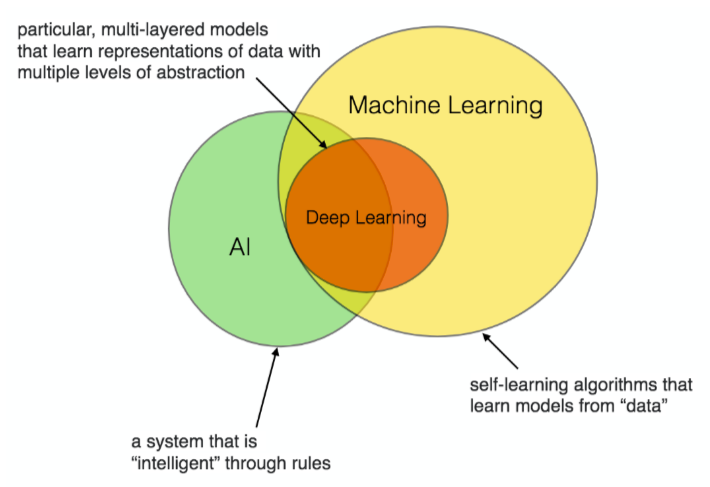 particular, multi-layered models
that learn representations of data with
multiple levels of abstraction
Machine Learning
Deep Learning
AI
self-learning algorithms that
learn models from “data”
a system that is
“intelligent” through rules